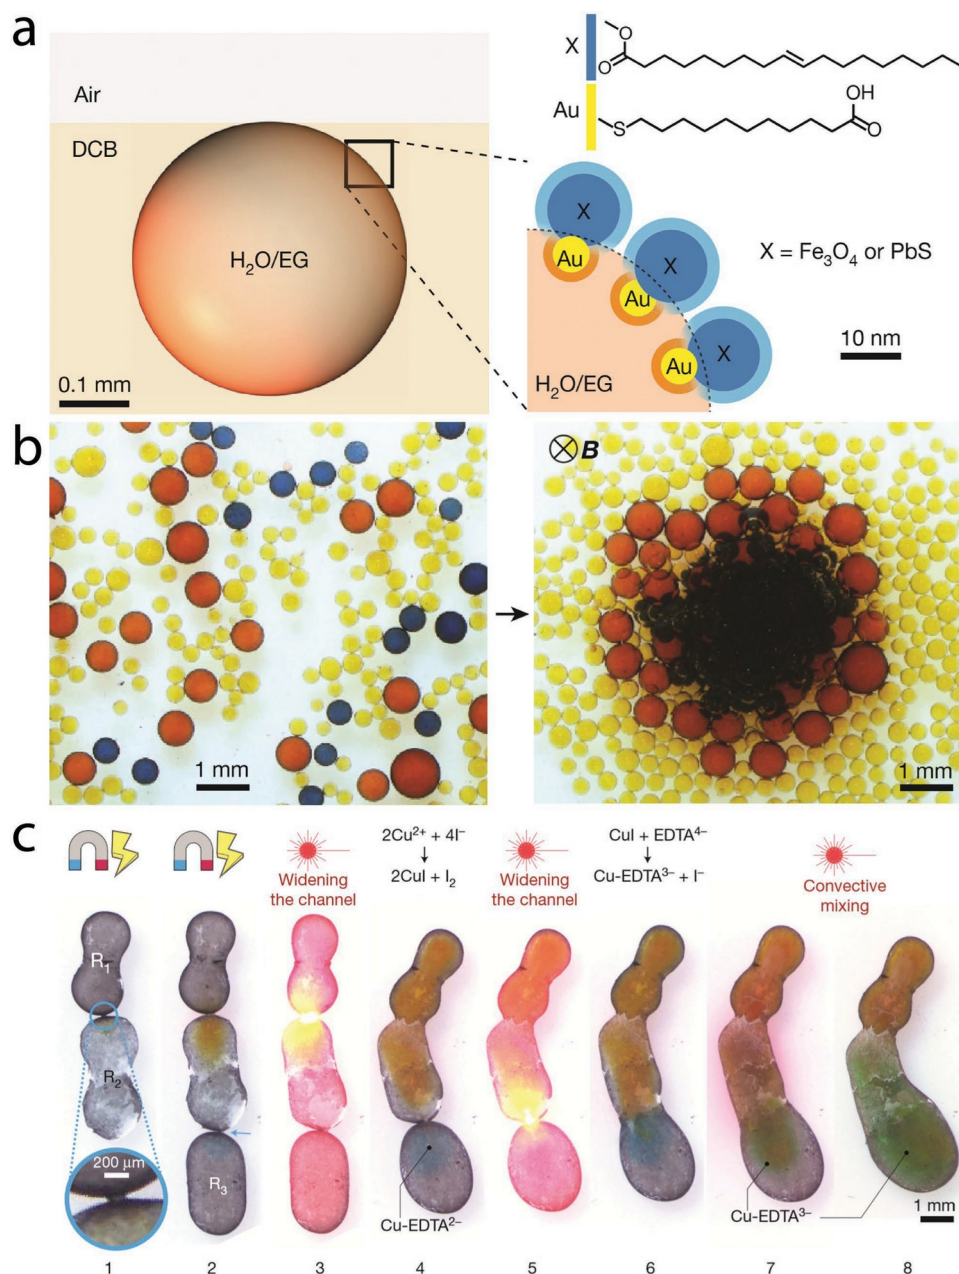 a
Air
DCB
H₂O/EG
0.1 mm
X
O
O
Au
S
OH
O
X
X
X
Au
Au
Au
H₂O/EG
X = Fe₃O₄ or PbS
10 nm
b
1 mm
B
1 mm
c
Widening
the channel
2Cu²⁺ + 4I⁻
2CuI + I₂
Widening
the channel
CuI + EDTA⁴⁻
Cu-EDTA³⁻ + I⁻
Convective
mixing
R₁
R₂
200 µm
R₃
Cu-EDTA²⁻
Cu-EDTA³⁻
1 mm
1 2 3 4 5 6 7 8